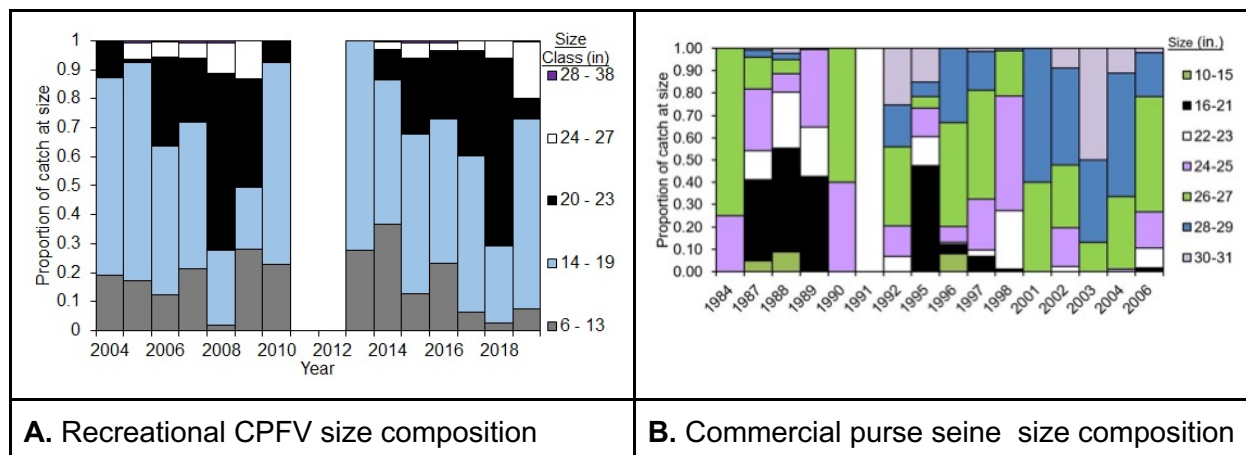 Size
Class (in)
1
0.9
0.8
0.7
0.6
0.5
0.4
0.3
0.2
0.1
0
Proportion of catch at size
28 - 38
24 - 27
20 - 23
14 - 19
6 - 13
2004 2006 2008 2010 2012 2014 2016 2018
Year
A. Recreational CPFV size composition
Size (in.)
1.00
0.90
0.80
0.70
0.60
0.50
0.40
0.30
0.20
0.10
0.00
Proportion of catch at size
10-15
16-21
22-23
24-25
26-27
28-29
30-31
1984 1987 1988 1989 1990 1991 1992 1995 1996 1997 1998 2001 2002 2003 2004 2006
B. Commercial purse seine size composition